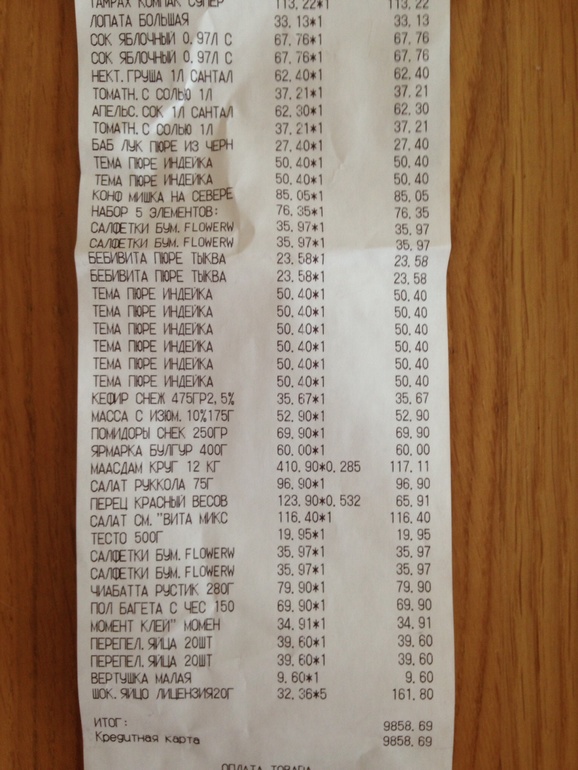 ТАМПАХ КОМПАК СУПЕР 113,22*1 113,22
ЛОПАТА БОЛЬШАЯ 33,13*1 33,13
СОК ЯБЛОЧНЫЙ 0,97Л С 67,76*1 67,76
СОК ЯБЛОЧНЫЙ 0,97Л С 67,76*1 67,76
НЕКТ.ГРУША 1Л САНТАЛ 62,40*1 62,40
ТОМАТН.С СОЛЬЮ 1Л 37,21*1 37,21
АПЕЛЬС.СОК 1Л САНТАЛ 62,30*1 62,30
ТОМАТН.С СОЛЬЮ 1Л 37,21*1 37,21
БАБ ЛУК ПЮРЕ ИЗ ЧЕРН 27,40*1 27,40
ТЕМА ПЮРЕ ИНДЕЙКА 50,40*1 50,40
ТЕМА ПЮРЕ ИНДЕЙКА 50,40*1 50,40
КОНФ МИШКА НА СЕВЕРЕ 85,05*1 85,05
НАБОР 5 ЭЛЕМЕНТОВ: 76,35*1 76,35
САЛФЕТКИ БУМ.FLOWERW 35,97*1 35,97
САЛФЕТКИ БУМ.FLOWERW 35,97*1 35,97
БЕБИВИТА ПЮРЕ ТЫКВА 23,58*1 23,58
БЕБИВИТА ПЮРЕ ТЫКВА 23,58*1 23,58
ТЕМА ПЮРЕ ИНДЕЙКА 50,40*1 50,40
ТЕМА ПЮРЕ ИНДЕЙКА 50,40*1 50,40
ТЕМА ПЮРЕ ИНДЕЙКА 50,40*1 50,40
ТЕМА ПЮРЕ ИНДЕЙКА 50,40*1 50,40
ТЕМА ПЮРЕ ИНДЕЙКА 50,40*1 50,40
ТЕМА ПЮРЕ ИНДЕЙКА 50,40*1 50,40
КЕФИР СНЕЖ 475ГР2,5% 35,67*1 35,67
МАССА С ИЗЮМ.10%175Г 52,90*1 52,90
ПОМИДОРЫ СНЕК 250ГР 69,90*1 69,90
ЯРМАРКА БУЛГУР 400Г 60,00*1 60,00
МААСДАМ КРУГ 12 КГ 410,90*0,285 117,11
САЛАТ РУККОЛА 75Г 96,90*1 96,90
ПЕРЕЦ КРАСНЫЙ ВЕСОВ 123,90*0,532 65,91
САЛАТ СМ."ВИТА МИКС 116,40*1 116,40
ТЕСТО 500Г 19,95*1 19,95
САЛФЕТКИ БУМ.FLOWERW 35,97*1 35,97
САЛФЕТКИ БУМ.FLOWERW 35,97*1 35,97
ЧИАБАТТА РУСТИК 280Г 79,90*1 79,90
ПОЛ БАГЕТА С ЧЕС 150 69,90*1 69,90
МОМЕНТ КЛЕЙ" МОМЕН 34,91*1 34,91
ПЕРЕПЕЛ.ЯЙЦА 20ШТ 39,60*1 39,60
ПЕРЕПЕЛ.ЯЙЦА 20ШТ 39,60*1 39,60
ВЕРТУШКА МАЛАЯ 9,60*1 9,60
ШОК.ЯЙЦО ЛИЦЕНЗИЯ20Г 32,36*5 161,80
ИТОГ: 9858,69
Кредитная карта 9858,69
ОПЛАТА ТОВАРА